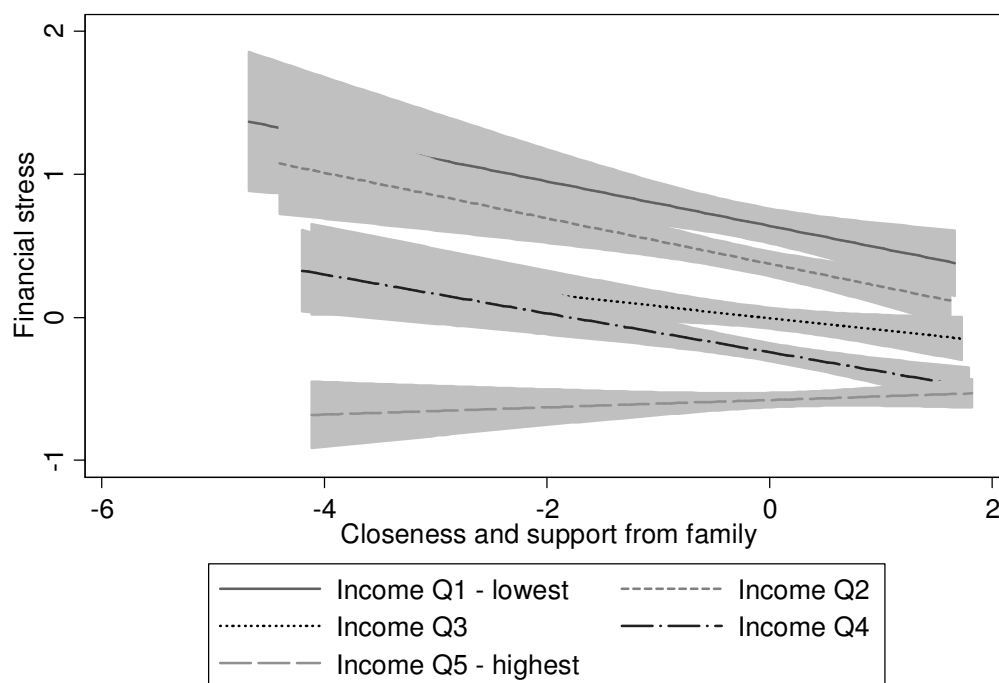 Financial stress
2
1
0
-1
-6
-4
-2
0
2
Closeness and support from family
Income Q1 - lowest
Income Q2
Income Q3
Income Q4
Income Q5 - highest